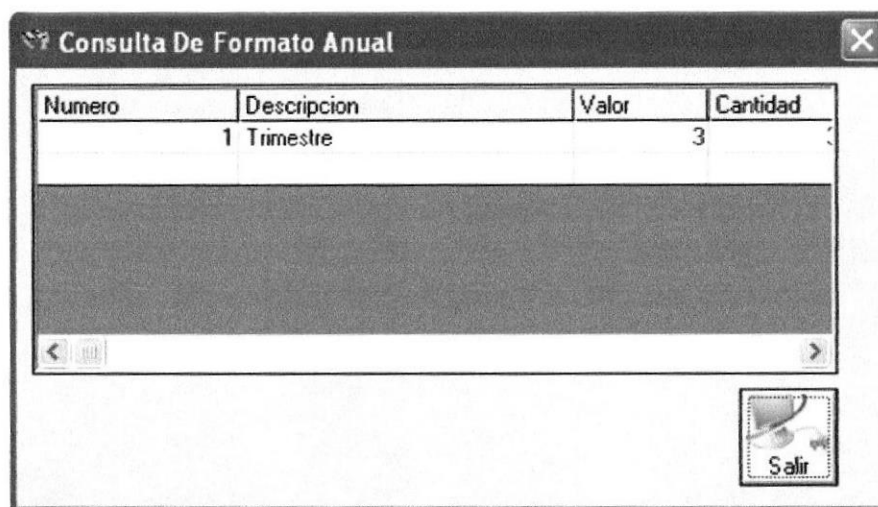 Consulta De Formato Anual
Numero Descripcion Valor Cantidad
1 Trimestre 3
Salir